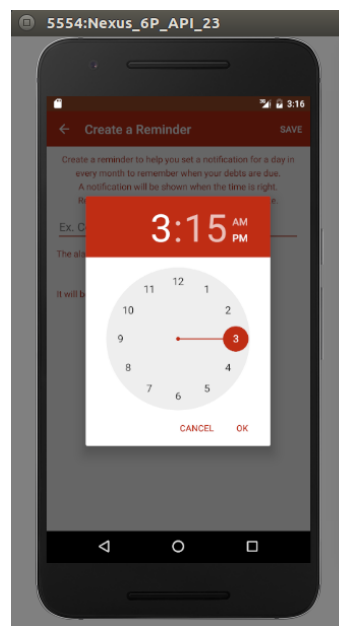 5554:Nexus_6P_API_23
3:16
Create a Reminder
SAVE
Create a reminder to help you set a notification for a day in
every month to remember when your debts are due.
A notification will be shown when the time is right.
3:15
AM
PM
Ex. C
The ala
It will b
12
1
2
3
4
5
6
7
8
9
10
11
CANCEL
OK